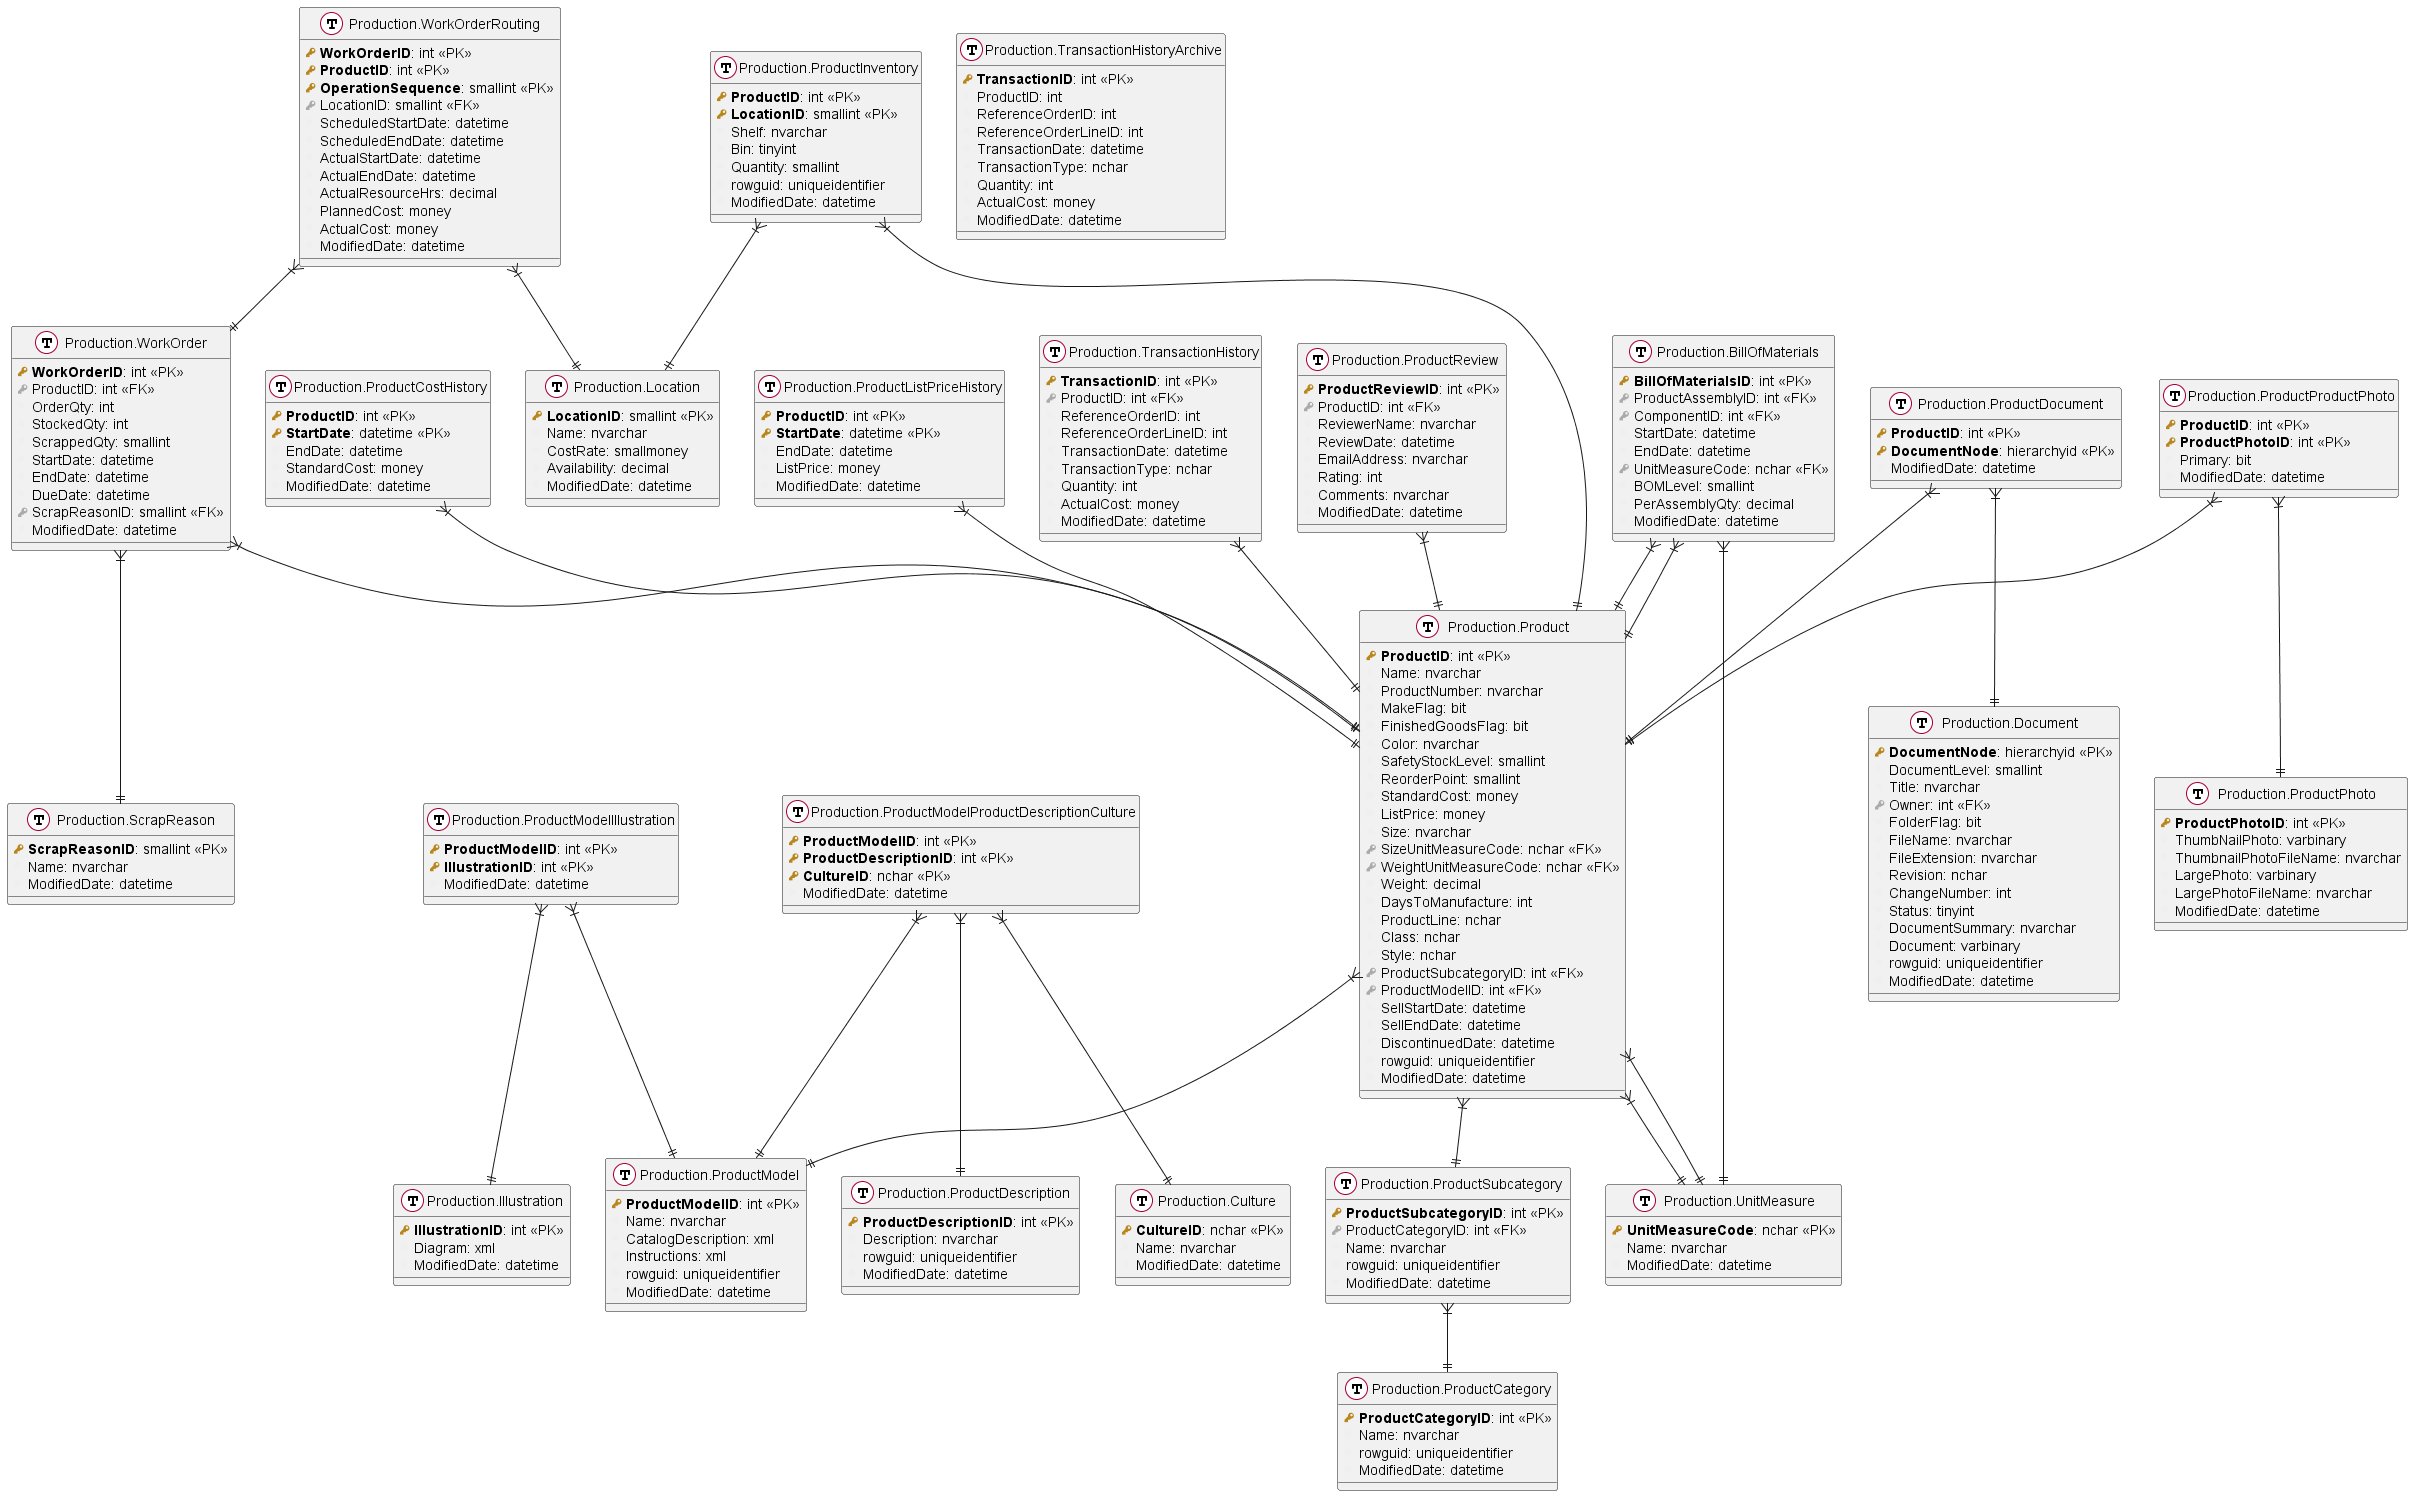 T Production.WorkOrderRouting
WorkOrderID: int «PK»
ProductID: int «PK»
OperationSequence: smallint «PK»
LocationID: smallint «FK»
ScheduledStartDate: datetime
ScheduledEndDate: datetime
ActualStartDate: datetime
ActualEndDate: datetime
ActualResourceHrs: decimal
PlannedCost: money
ActualCost: money
ModifiedDate: datetime
T Production.ProductInventory
ProductID: int «PK»
LocationID: smallint «PK»
Shelf: nvarchar
Bin: tinyint
Quantity: smallint
rowguid: uniqueidentifier
ModifiedDate: datetime
T Production.TransactionHistoryArchive
TransactionID: int «PK»
ProductID: int
ReferenceOrderID: int
ReferenceOrderLineID: int
TransactionDate: datetime
TransactionType: nchar
Quantity: int
ActualCost: money
ModifiedDate: datetime
T Production.WorkOrder
WorkOrderID: int «PK»
ProductID: int «FK»
OrderQty: int
StockedQty: int
ScrappedQty: smallint
StartDate: datetime
EndDate: datetime
DueDate: datetime
ScrapReasonID: smallint «FK»
ModifiedDate: datetime
T Production.ProductCostHistory
ProductID: int «PK»
StartDate: datetime «PK»
EndDate: datetime
StandardCost: money
ModifiedDate: datetime
T Production.Location
LocationID: smallint «PK»
Name: nvarchar
CostRate: smallmoney
Availability: decimal
ModifiedDate: datetime
T Production.ProductListPriceHistory
ProductID: int «PK»
StartDate: datetime «PK»
EndDate: datetime
ListPrice: money
ModifiedDate: datetime
T Production.TransactionHistory
TransactionID: int «PK»
ProductID: int «FK»
ReferenceOrderID: int
ReferenceOrderLineID: int
TransactionDate: datetime
TransactionType: nchar
Quantity: int
ActualCost: money
ModifiedDate: datetime
T Production.ProductReview
ProductReviewID: int «PK»
ProductID: int «FK»
ReviewerName: nvarchar
ReviewDate: datetime
EmailAddress: nvarchar
Rating: int
Comments: nvarchar
ModifiedDate: datetime
T Production.BillOfMaterials
BillOfMaterialsID: int «PK»
ProductAssemblyID: int «FK»
ComponentID: int «FK»
StartDate: datetime
EndDate: datetime
UnitMeasureCode: nchar «FK»
BOMLevel: smallint
PerAssemblyQty: decimal
ModifiedDate: datetime
T Production.ProductDocument
ProductID: int «PK»
DocumentNode: hierarchyid «PK»
ModifiedDate: datetime
T Production.ProductProductPhoto
ProductID: int «PK»
ProductPhotoID: int «PK»
Primary: bit
ModifiedDate: datetime
T Production.Product
ProductID: int «PK»
Name: nvarchar
ProductNumber: nvarchar
MakeFlag: bit
FinishedGoodsFlag: bit
Color: nvarchar
SafetyStockLevel: smallint
ReorderPoint: smallint
StandardCost: money
ListPrice: money
Size: nvarchar
SizeUnitMeasureCode: nchar «FK»
WeightUnitMeasureCode: nchar «FK»
Weight: decimal
DaysToManufacture: int
ProductLine: nchar
Class: nchar
Style: nchar
ProductSubcategoryID: int «FK»
ProductModelID: int «FK»
SellStartDate: datetime
SellEndDate: datetime
DiscontinuedDate: datetime
rowguid: uniqueidentifier
ModifiedDate: datetime
T Production.Document
DocumentNode: hierarchyid «PK»
DocumentLevel: smallint
Title: nvarchar
Owner: int «FK»
FolderFlag: bit
FileName: nvarchar
FileExtension: nvarchar
Revision: nchar
ChangeNumber: int
Status: tinyint
DocumentSummary: nvarchar
Document: varbinary
rowguid: uniqueidentifier
ModifiedDate: datetime
T Production.ProductPhoto
ProductPhotoID: int «PK»
ThumbNailPhoto: varbinary
ThumbnailPhotoFileName: nvarchar
LargePhoto: varbinary
LargePhotoFileName: nvarchar
ModifiedDate: datetime
T Production.ScrapReason
ScrapReasonID: smallint «PK»
Name: nvarchar
ModifiedDate: datetime
T Production.ProductModelIllustration
ProductModelID: int «PK»
IllustrationID: int «PK»
ModifiedDate: datetime
T Production.ProductModelProductDescriptionCulture
ProductModelID: int «PK»
ProductDescriptionID: int «PK»
CultureID: nchar «PK»
ModifiedDate: datetime
T Production.Illustration
IllustrationID: int «PK»
Diagram: xml
ModifiedDate: datetime
T Production.ProductModel
ProductModelID: int «PK»
Name: nvarchar
CatalogDescription: xml
Instructions: xml
rowguid: uniqueidentifier
ModifiedDate: datetime
T Production.ProductDescription
ProductDescriptionID: int «PK»
Description: nvarchar
rowguid: uniqueidentifier
ModifiedDate: datetime
T Production.Culture
CultureID: nchar «PK»
Name: nvarchar
ModifiedDate: datetime
T Production.ProductSubcategory
ProductSubcategoryID: int «PK»
ProductCategoryID: int «FK»
Name: nvarchar
rowguid: uniqueidentifier
ModifiedDate: datetime
T Production.UnitMeasure
UnitMeasureCode: nchar «PK»
Name: nvarchar
ModifiedDate: datetime
T Production.ProductCategory
ProductCategoryID: int «PK»
Name: nvarchar
rowguid: uniqueidentifier
ModifiedDate: datetime